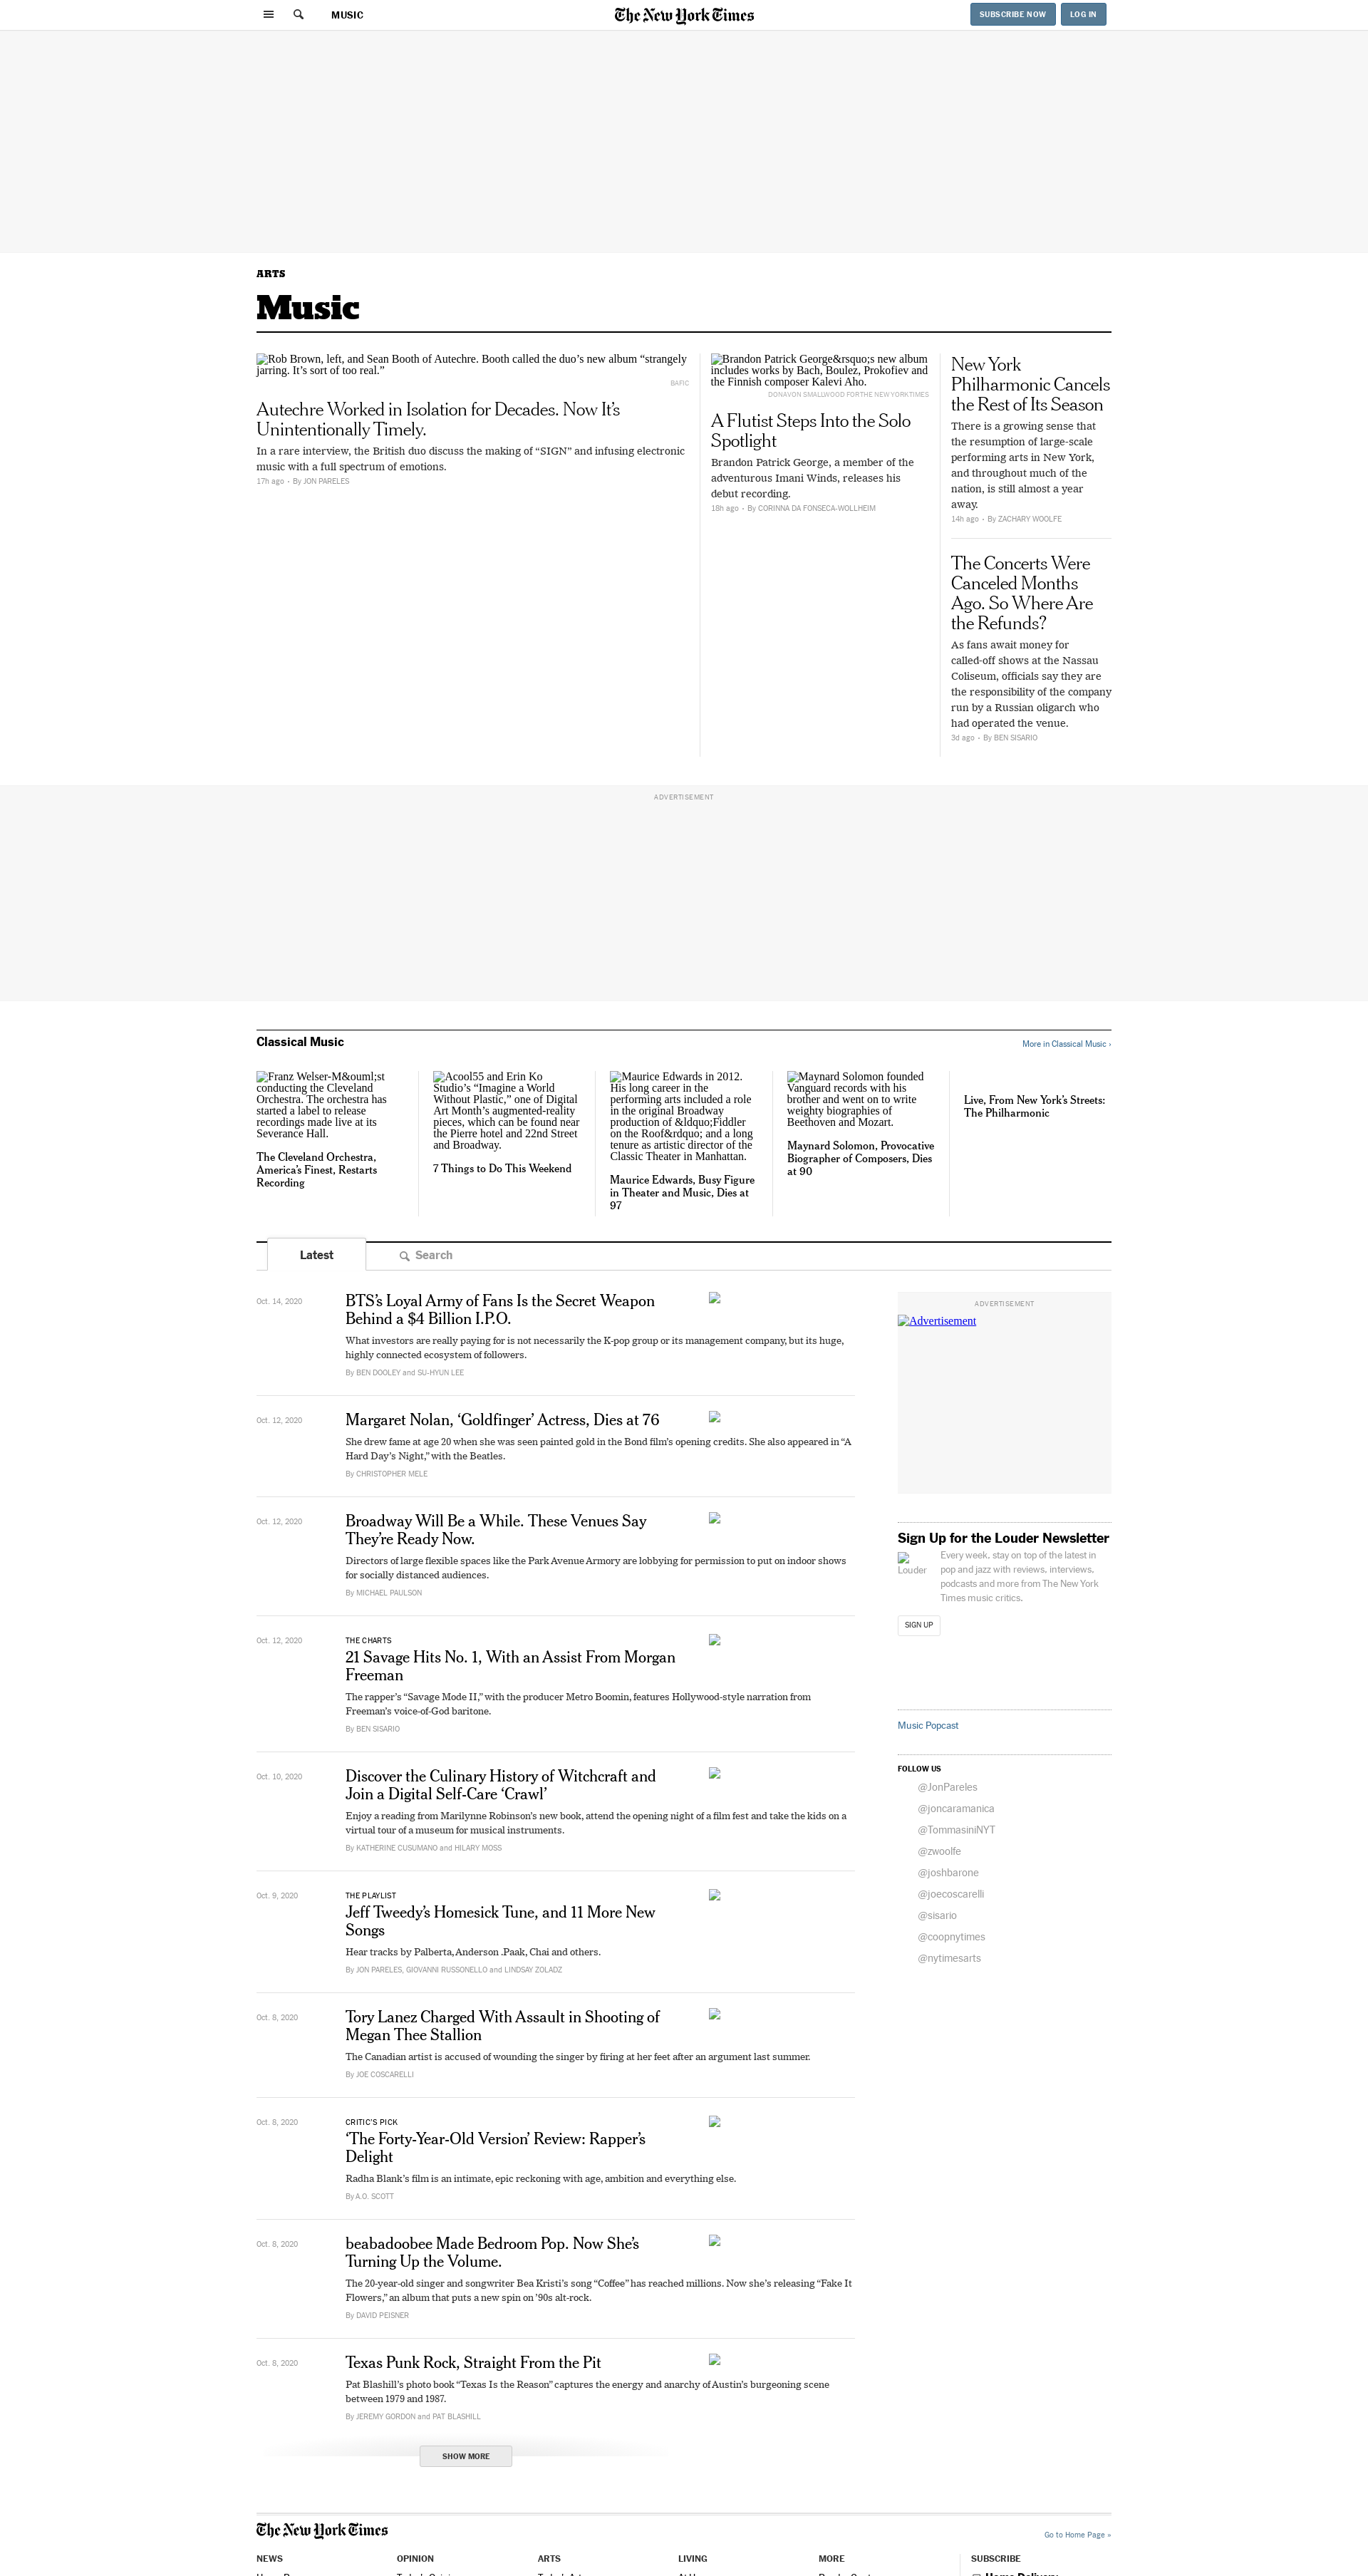 MUSIC
The New York Times
SUBSCRIBE NOW
LOG IN
ARTS
Music
Rob Brown, left, and Sean Booth of Autechre. Booth called the duo's new album “strangely
jarring. It's sort of too real.”
BAFIC
Autechre Worked in Isolation for Decades. Now It's
Unintentionally Timely.
In a rare interview, the British duo discuss the making of “SIGN” and infusing electronic
music with a full spectrum of emotions.
17h ago • By JON PARELES
Brandon Patrick George&rsquo;s new album
includes works by Bach, Boulez, Prokofiev and
the Finnish composer Kalevi Aho.
DONAVON SMALLWOOD FOR THE NEW YORK TIMES
A Flutist Steps Into the Solo
Spotlight
Brandon Patrick George, a member of the
adventurous Imani Winds, releases his
debut recording.
18h ago • By CORINNA DA FONSECA-WOLLHEIM
New York
Philharmonic Cancels
the Rest of Its Season
There is a growing sense that
the resumption of large-scale
performing arts in New York,
and throughout much of the
nation, is still almost a year
away.
14h ago • By ZACHARY WOOLFE
The Concerts Were
Canceled Months
Ago. So Where Are
the Refunds?
As fans await money for
called-off shows at the Nassau
Coliseum, officials say they are
the responsibility of the company
run by a Russian oligarch who
had operated the venue.
3d ago • By BEN SISARIO
ADVERTISEMENT
Classical Music
More in Classical Music ›
Franz Welser-M&ouml;st
conducting the Cleveland
Orchestra. The orchestra has
started a label to release
recordings made live at its
Severance Hall.
The Cleveland Orchestra,
America's Finest, Restarts
Recording
Acool55 and Erin Ko
Studio's “Imagine a World
Without Plastic,” one of Digital
Art Month's augmented-reality
pieces, which can be found near
the Pierre hotel and 22nd Street
and Broadway.
7 Things to Do This Weekend
Maurice Edwards in 2012.
His long career in the
performing arts included a role
in the original Broadway
production of &ldquo;Fiddler
on the Roof&rdquo; and a long
tenure as artistic director of the
Classic Theater in Manhattan.
Maurice Edwards, Busy Figure
in Theater and Music, Dies at
97
Maynard Solomon founded
Vanguard records with his
brother and went on to write
weighty biographies of
Beethoven and Mozart.
Maynard Solomon, Provocative
Biographer of Composers, Dies
at 90
Live, From New York's Streets:
The Philharmonic
Latest
Search
Oct. 14, 2020
BTS's Loyal Army of Fans Is the Secret Weapon
Behind a $4 Billion I.P.O.
What investors are really paying for is not necessarily the K-pop group or its management company, but its huge,
highly connected ecosystem of followers.
By BEN DOOLEY and SU-HYUN LEE
Oct. 12, 2020
Margaret Nolan, ‘Goldfinger’ Actress, Dies at 76
She drew fame at age 20 when she was seen painted gold in the Bond film's opening credits. She also appeared in “A
Hard Day's Night,” with the Beatles.
By CHRISTOPHER MELE
Oct. 12, 2020
Broadway Will Be a While. These Venues Say
They're Ready Now.
Directors of large flexible spaces like the Park Avenue Armory are lobbying for permission to put on indoor shows
for socially distanced audiences.
By MICHAEL PAULSON
Oct. 12, 2020
THE CHARTS
21 Savage Hits No. 1, With an Assist From Morgan
Freeman
The rapper's “Savage Mode II,” with the producer Metro Boomin, features Hollywood-style narration from
Freeman's voice-of-God baritone.
By BEN SISARIO
Oct. 10, 2020
Discover the Culinary History of Witchcraft and
Join a Digital Self-Care ‘Crawl’
Enjoy a reading from Marilynne Robinson's new book, attend the opening night of a film fest and take the kids on a
virtual tour of a museum for musical instruments.
By KATHERINE CUSUMANO and HILARY MOSS
Oct. 9, 2020
THE PLAYLIST
Jeff Tweedy's Homesick Tune, and 11 More New
Songs
Hear tracks by Palberta, Anderson .Paak, Chai and others.
By JON PARELES, GIOVANNI RUSSONELLO and LINDSAY ZOLADZ
Oct. 8, 2020
Tory Lanez Charged With Assault in Shooting of
Megan Thee Stallion
The Canadian artist is accused of wounding the singer by firing at her feet after an argument last summer.
By JOE COSCARELLI
Oct. 8, 2020
CRITIC'S PICK
‘The Forty-Year-Old Version’ Review: Rapper's
Delight
Radha Blank's film is an intimate, epic reckoning with age, ambition and everything else.
By A.O. SCOTT
Oct. 8, 2020
beabadoobee Made Bedroom Pop. Now She's
Turning Up the Volume.
The 20-year-old singer and songwriter Bea Kristi's song “Coffee” has reached millions. Now she's releasing “Fake It
Flowers,” an album that puts a new spin on ’90s alt-rock.
By DAVID PEISNER
Oct. 8, 2020
Texas Punk Rock, Straight From the Pit
Pat Blashill's photo book “Texas Is the Reason” captures the energy and anarchy of Austin's burgeoning scene
between 1979 and 1987.
By JEREMY GORDON and PAT BLASHILL
SHOW MORE
ADVERTISEMENT
Advertisement
Sign Up for the Louder Newsletter
Louder
Every week, stay on top of the latest in
pop and jazz with reviews, interviews,
podcasts and more from The New York
Times music critics.
SIGN UP
Music Popcast
FOLLOW US
@JonPareles
@joncaramanica
@TommasiniNYT
@zwoolfe
@joshbarone
@joecoscarelli
@sisario
@coopnytimes
@nytimesarts
The New York Times
Go to Home Page »
NEWS
OPINION
ARTS
LIVING
MORE
SUBSCRIBE